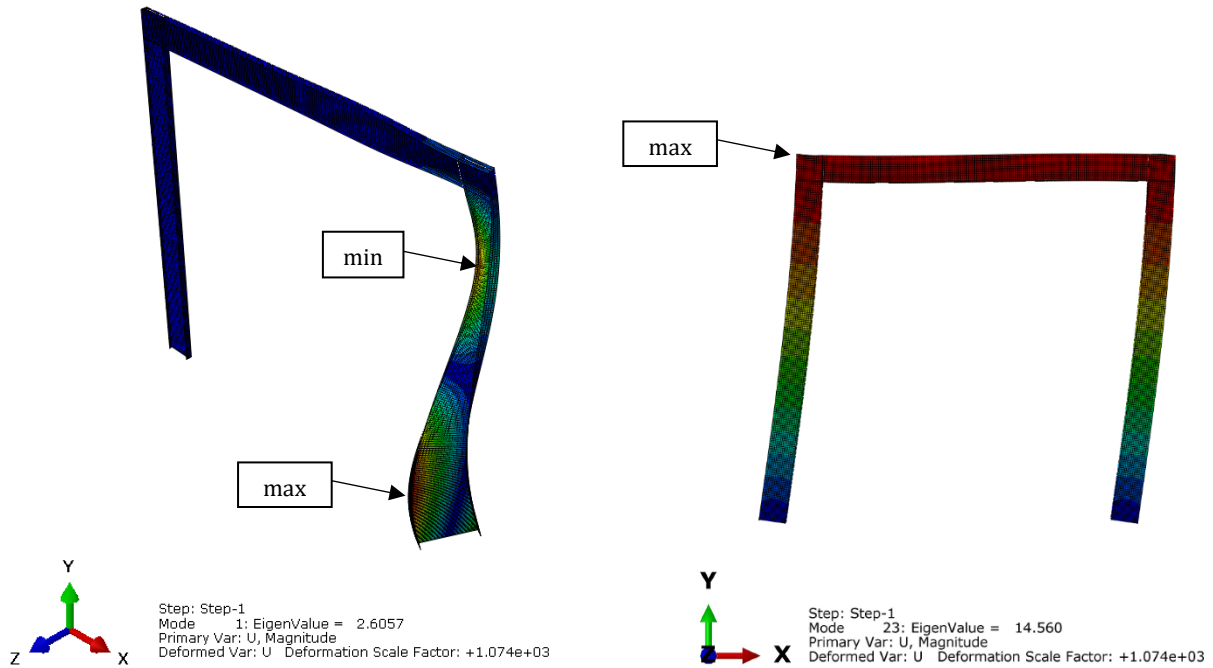 max
min
max
Y
Z
X
Step: Step-1
Mode 1: EigenValue = 2.6057
Primary Var: U, Magnitude
Deformed Var: U Deformation Scale Factor: +1.074e+03
Y
Z
X
Step: Step-1
Mode 23: EigenValue = 14.560
Primary Var: U, Magnitude
Deformed Var: U Deformation Scale Factor: +1.074e+03